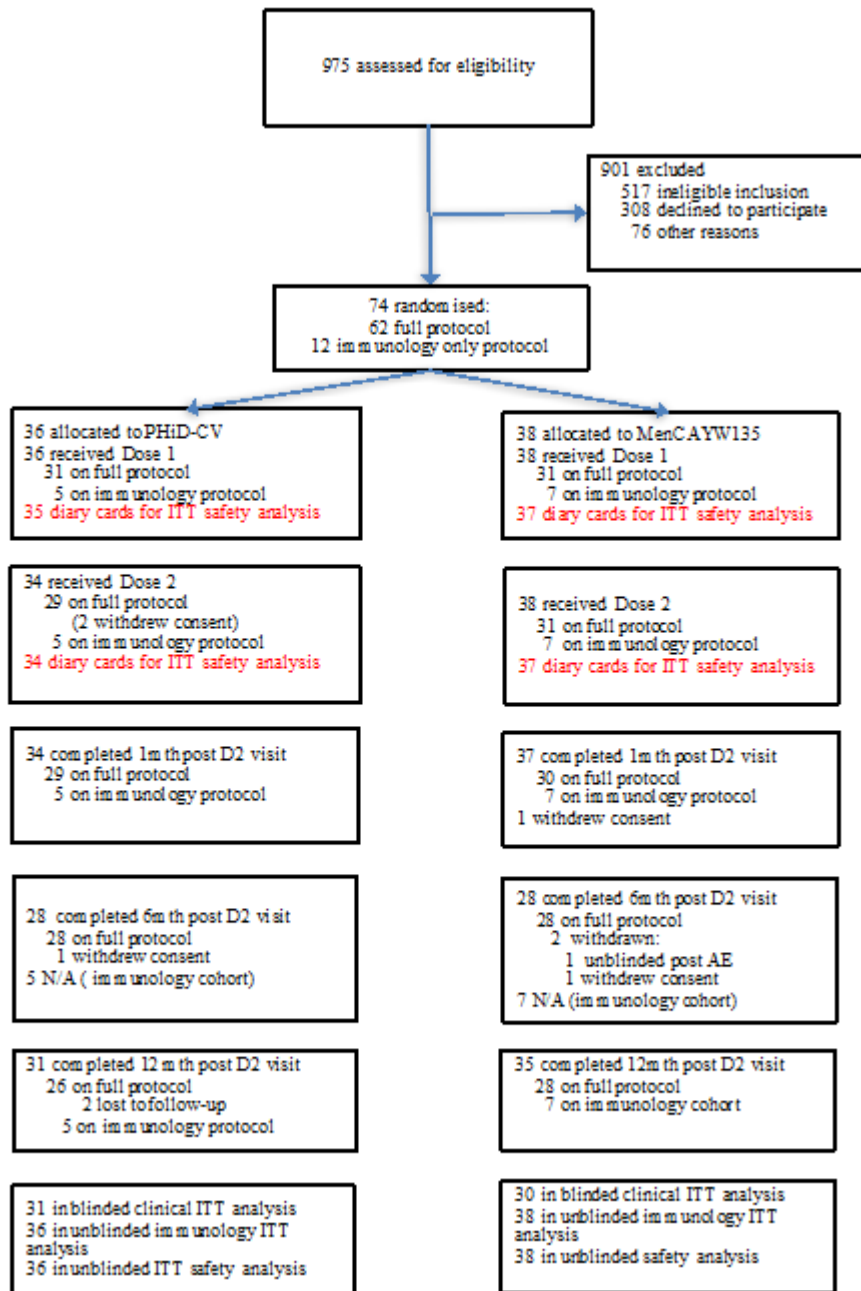 975 assessed for eligibility
901 excluded
517 ineligible inclusion
308 declined to participate
76 other reasons
74 randomised:
62 full protocol
12 immunology only protocol
36 allocated to PHiD-CV
36 received Dose 1
31 on full protocol
5 on immunology protocol
35 diary cards for ITT safety analysis
38 allocated to MenCAYW135
38 received Dose 1
31 on full protocol
7 on immunology protocol
37 diary cards for ITT safety analysis
34 received Dose 2
29 on full protocol
(2 withdrew consent)
5 on immunology protocol
34 diary cards for ITT safety analysis
38 received Dose 2
31 on full protocol
7 on immunology protocol
37 diary cards for ITT safety analysis
34 completed 1mth post D2 visit
29 on full protocol
5 on immunology protocol
37 completed 1mth post D2 visit
30 on full protocol
7 on immunology protocol
1 withdrew consent
28 completed 6mth post D2 visit
28 on full protocol
1 withdrew consent
5 N/A ( immunology cohort)
28 completed 6mth post D2 visit
28 on full protocol
2 withdrawn:
1 unblinded post AE
1 withdrew consent
7 N/A (immunology cohort)
31 completed 12 mth post D2 visit
26 on full protocol
2 lost to follow-up
5 on immunology protocol
35 completed 12mth post D2 visit
28 on full protocol
7 on immunology cohort
31 in blinded clinical ITT analysis
36 in unblinded immunology ITT
analysis
36 in unblinded ITT safety analysis
30 in blinded clinical ITT analysis
38 in unblinded immunology ITT
analysis
38 in unblinded safety analysis